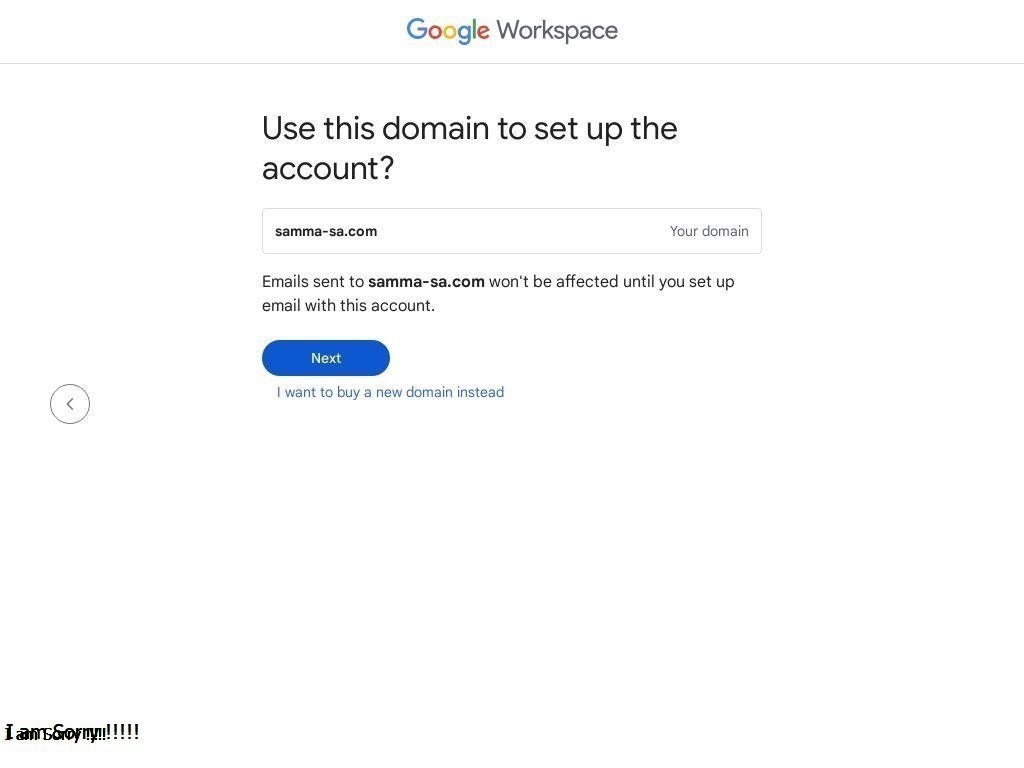 Google Workspace
Use this domain to set up the
account?
samma-sa.com
Your domain
Emails sent to samma-sa.com won't be affected until you set up
email with this account.
Next
I want to buy a new domain instead
I am Sorry !!!!!
I am Sorry !!!!